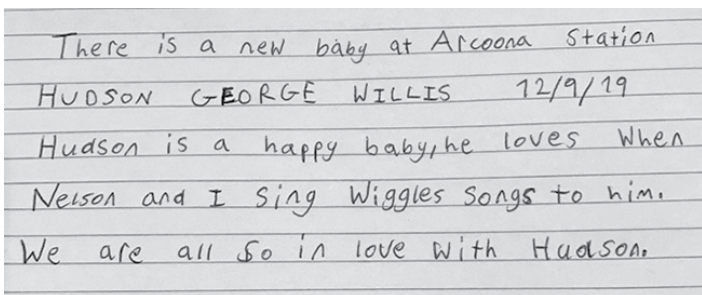 There is a new baby at Arcoona Station
HUDSON GEORGE WILLIS 12/9/19
Hudson is a happy baby, he loves when
Nelson and I sing Wiggles Songs to him.
We are all so in love with Hudson.